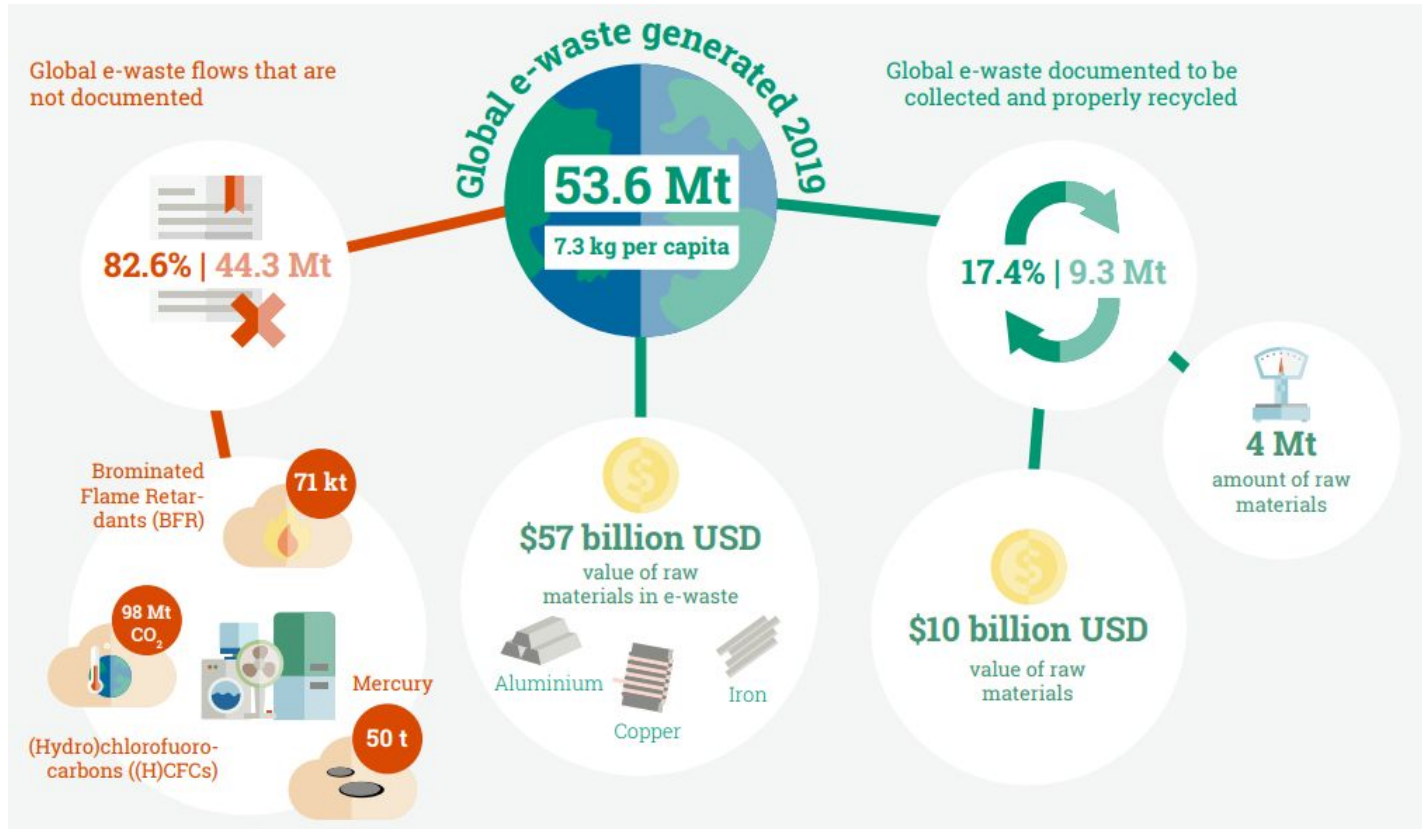 Global e-waste generated 2019
53.6 Mt
7.3 kg per capita
Global e-waste flows that are
not documented
82.6% | 44.3 Mt
Brominated
Flame Retar-
dants (BFR)
71 kt
98 Mt
CO₂
(Hydro)chlorofuoro-
carbons ((H)CFCs)
Mercury
50 t
$57 billion USD
value of raw
materials in e-waste
Aluminium
Copper
Iron
Global e-waste documented to be
collected and properly recycled
17.4% | 9.3 Mt
4 Mt
amount of raw
materials
$10 billion USD
value of raw
materials